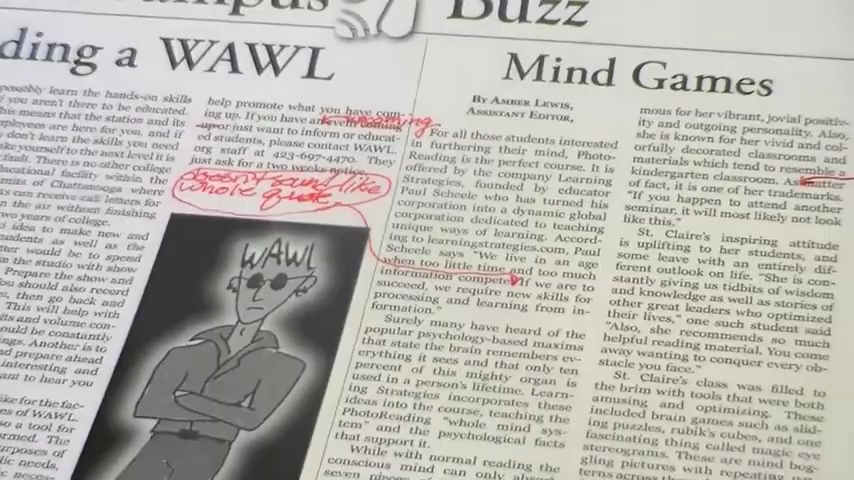 Buzz
ding a WAWL
possibly learn the hands-on skills
if you aren't there to be educated.
this means that the station and its
employees are here for you, and if
don't learn the skills you need
take yourself to the next level it is
fault. There is no other college
vocational facility within the
limits of Chattanooga where
can receive call letters for
on the air without finishing
two years of college.
idea to make new and
students as well as the
would be to spend
in the studio with show
Prepare the show and
should also record
, then go back and
This will help with
and volume con-
ould be constantly
ngs. Another is to
nd prepare ahead
interesting and
ant to hear you
ke for the fac-
es of WAWL.
so a tool for
rmed. The
urposes of
lic needs,
help promote what you have com-
ing up. If you have an event coming
up or just want to inform or educat-
ed students, please contact WAWL.
org staff at 423-697-4470. They
just ask for a two weeks notice.
upcoming
doesn't sound like
whole quote
WAWL
Mind Games
By Amber Lewis,
Assistant Editor,
For all those students interested
in furthering their mind, Photo-
Reading is the perfect course. It is
offered by the company Learning
Strategies, founded by educator
Paul Scheele who has turned his
corporation into a dynamic global
corporation dedicated to teaching
unique ways of learning. Accord-
ing to learningstrategies.com, Paul
Scheele says "We live in an age
when too little time and too much
information compete. If we are to
succeed, we require new skills for
processing and learning from in-
formation."
Surely many have heard of the
popular psychology-based maxims
that state the brain remembers ev-
erything it sees and that only ten
percent of this mighty organ is
used in a person's lifetime. Learn-
ing Strategies incorporates these
ideas into the course, teaching the
PhotoReading "whole mind sys-
tem" and the psychological facts
that support it.
While with normal reading the
conscious mind can only absorb
seven pieces of
mous for her vibrant, jovial positiv-
ity and outgoing personality. Also,
she is known for her vivid and col-
orfully decorated classrooms and
materials which tend to resemble a
kindergarten classroom. As matter
of fact, it is one of her trademarks.
"If you happen to attend another
seminar, it will most likely not look
like this."
St. Claire's inspiring attitude
is uplifting to her students, and
some leave with an entirely dif-
ferent outlook on life. "She is con-
stantly giving us tidbits of wisdom
and knowledge as well as stories of
other great leaders who optimized
their lives," one such student said
"Also, she recommends so much
helpful reading material. You come
away wanting to conquer every ob-
stacle you face."
St. Claire's class was filled to
the brim with tools that were both
amusing and optimizing. These
included brain games such as slid-
ing puzzles, rubik's cubes, and one
fascinating thing called magic eye
stereograms. These are mind bog-
gling pictures with repeating